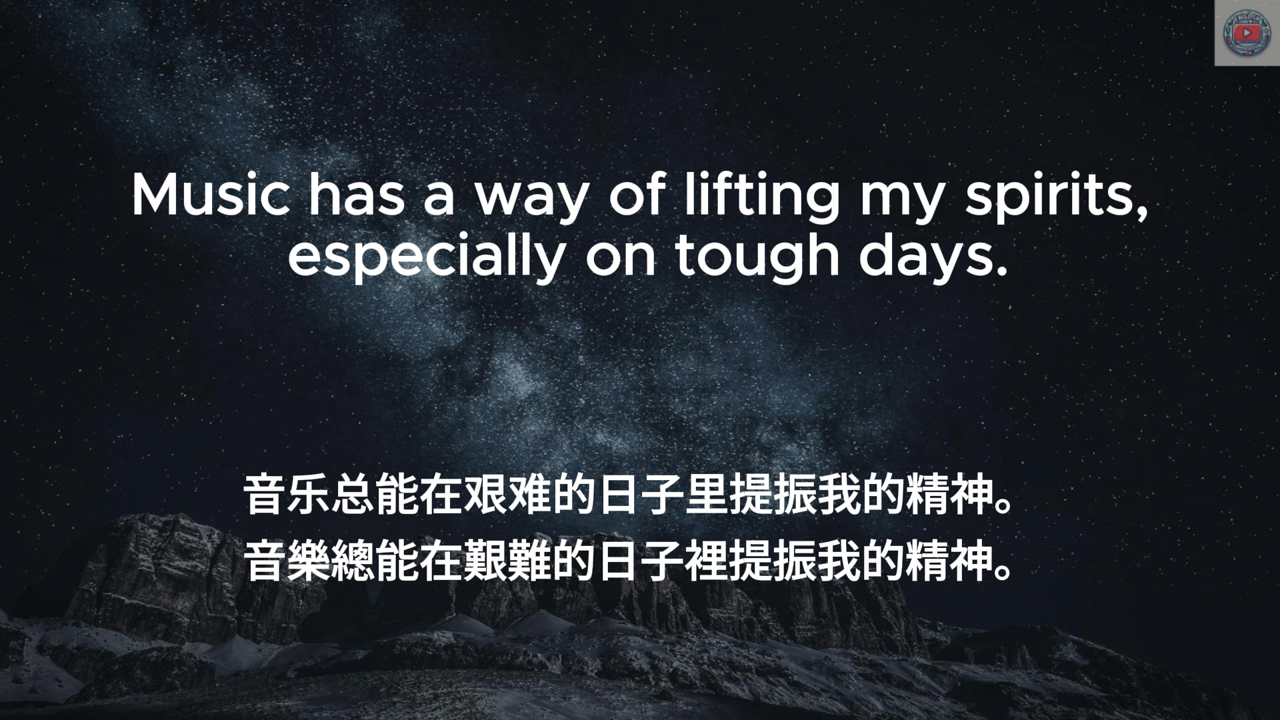 Music has a way of lifting my spirits,
especially on tough days.
音乐总能在艰难的日子里提振我的精神。
音樂總能在艱難的日子裡提振我的精神。